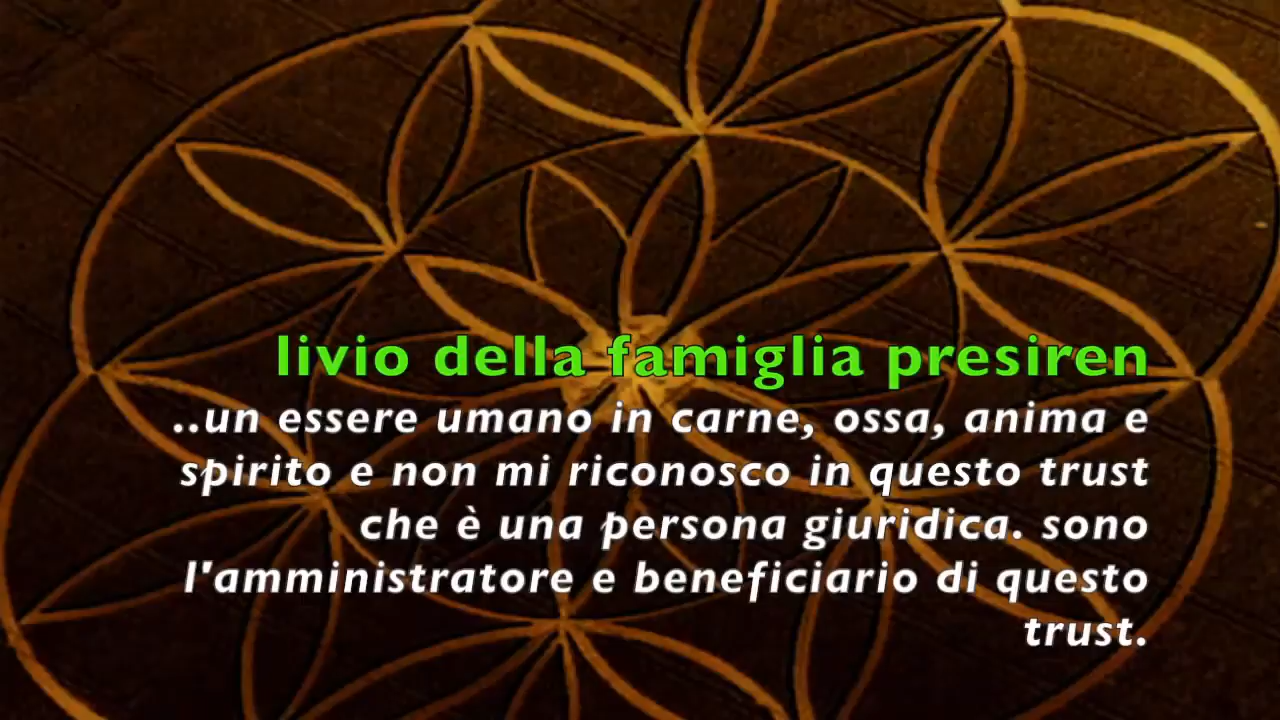 livio della famiglia presiren
..un essere umano in carne, ossa, anima e
spirito e non mi riconosco in questo trust
che è una persona giuridica. sono
l'amministratore e beneficiario di questo
trust.